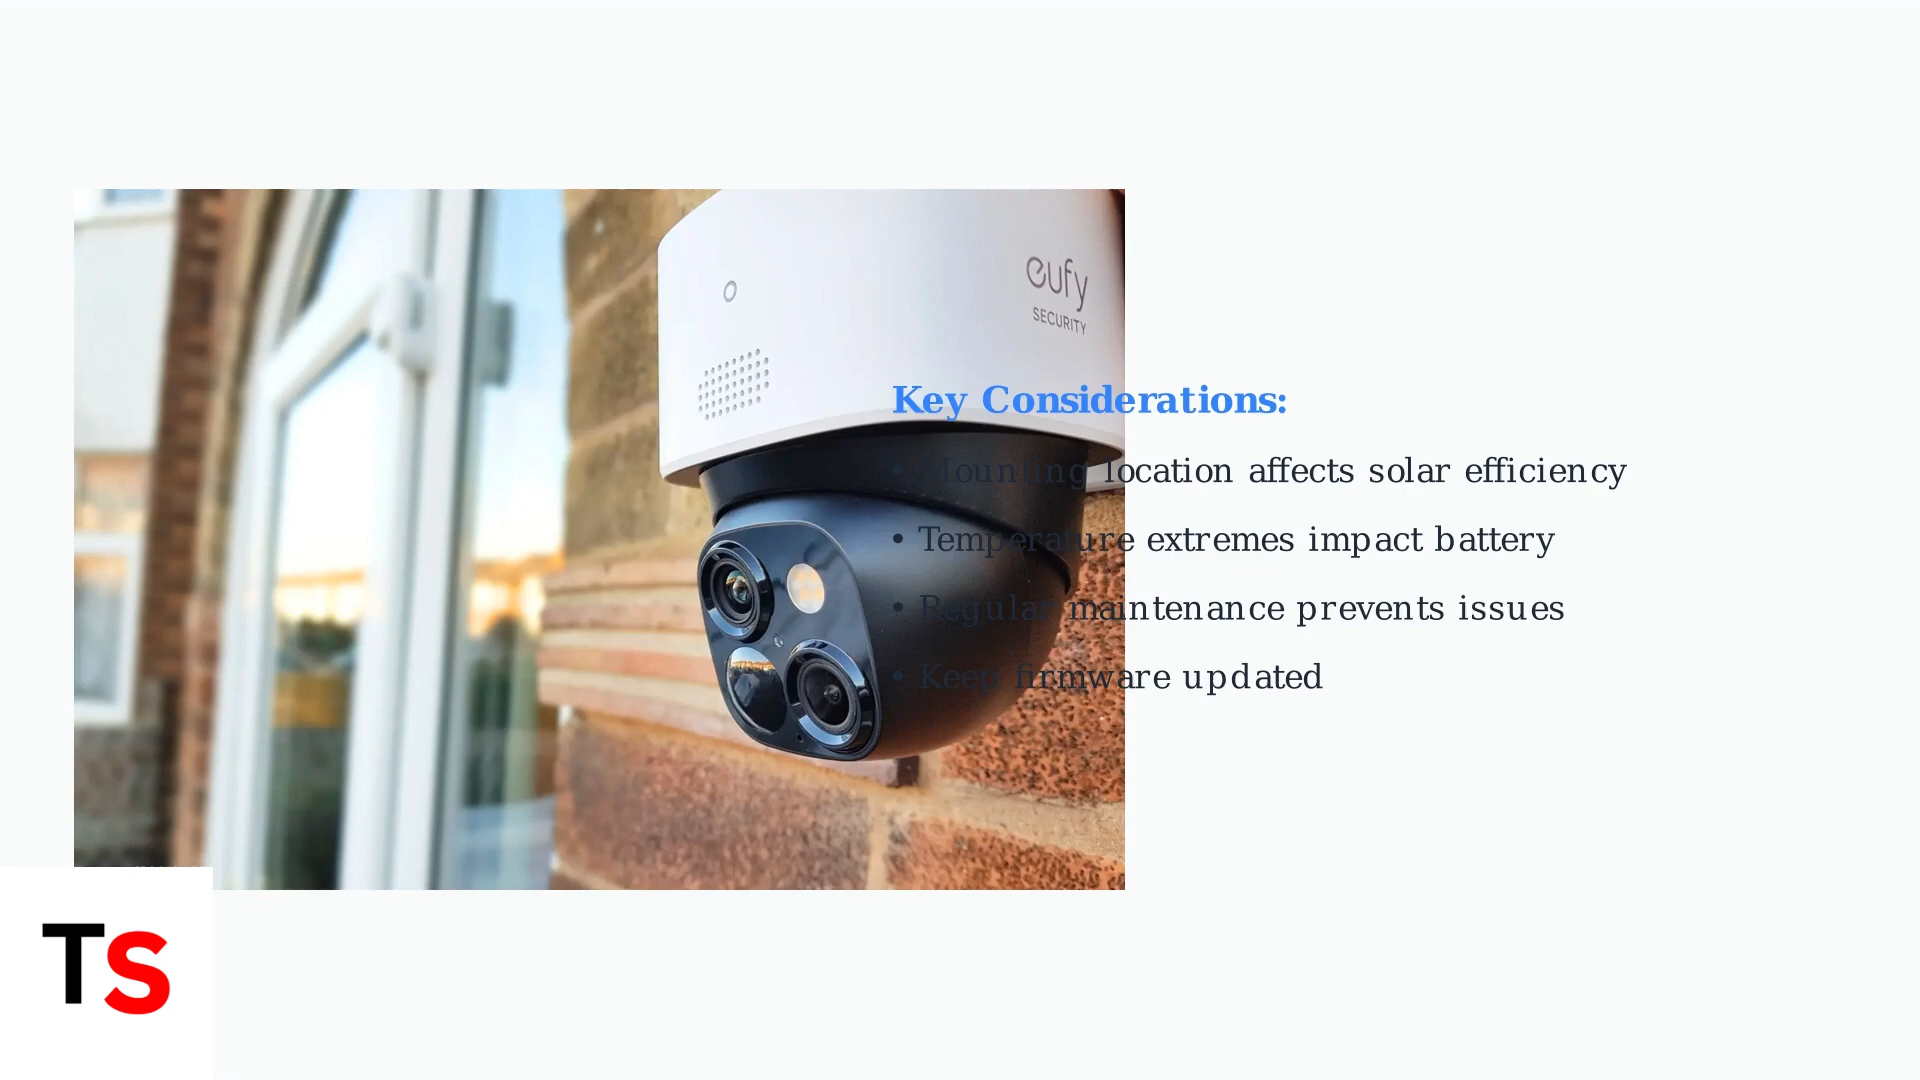 eufy
SECURITY
Key Considerations:
• Mounting location affects solar efficiency
• Temperature extremes impact battery
• Regular maintenance prevents issues
• Keep firmware updated
TS